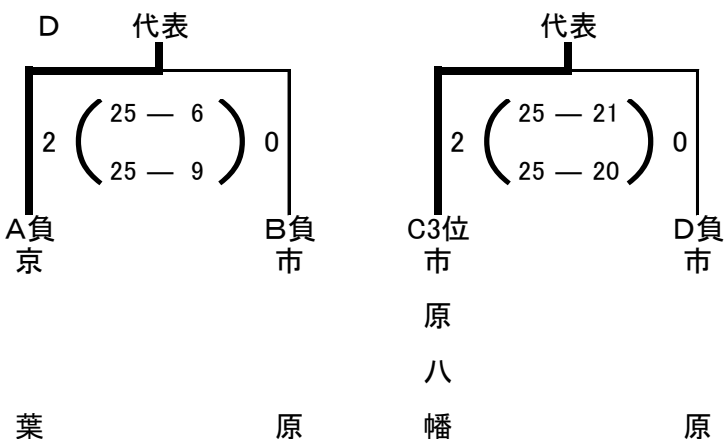 D 代表 代表
25 — 6 25 — 21
2 0 2 0
25 — 9 25 — 20
A負 B負 C3位 D負
京葉 市原 市原八幡 市原